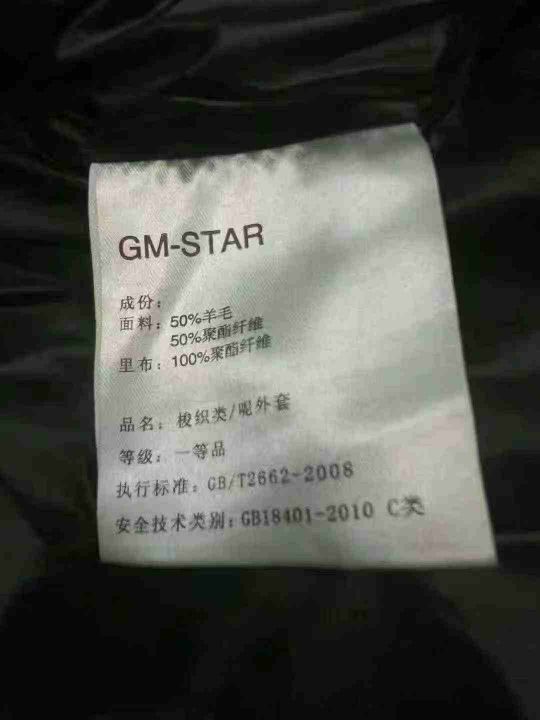 GM-STAR
成份：
面料：50%羊毛
50%聚酯纤维
里布：100%聚酯纤维
品名：梭织类/呢外套
等级：一等品
执行标准：GB/T2662-2008
安全技术类别：GB18401-2010 C类